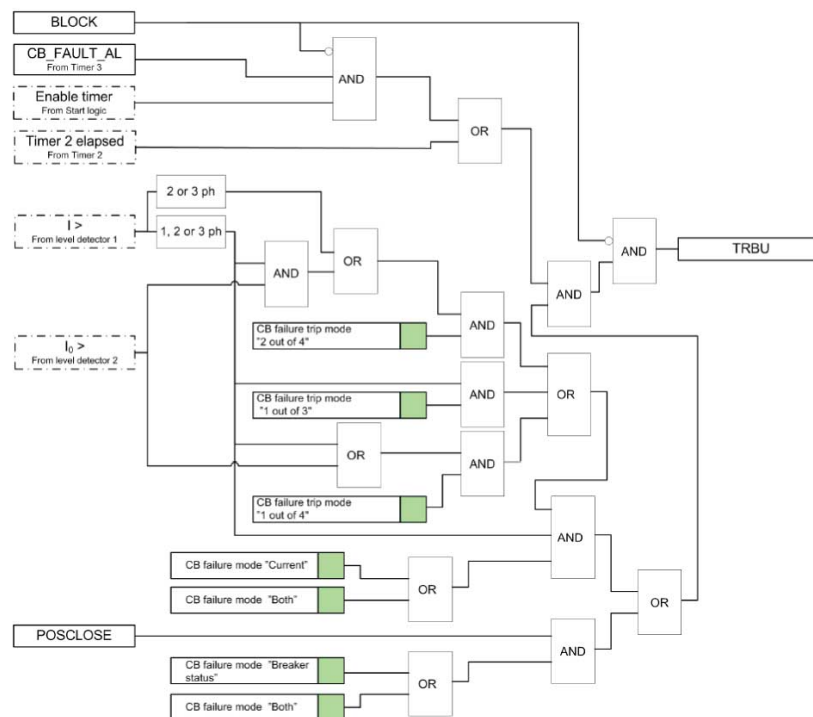 BLOCK
CB_FAULT_AL
From Timer 3
AND
Enable timer
From Start logic
OR
Timer 2 elapsed
From Timer 2
2 or 3 ph
I >
From level detector 1
1, 2 or 3 ph
AND
TRBU
OR
AND
AND
AND
CB failure trip mode
"2 out of 4"
I₀ >
From level detector 2
CB failure trip mode
"1 out of 3"
AND
OR
OR
AND
CB failure trip mode
"1 out of 4"
AND
CB failure mode "Current"
OR
CB failure mode "Both"
OR
POSCLOSE
AND
CB failure mode "Breaker
status"
OR
CB failure mode "Both"